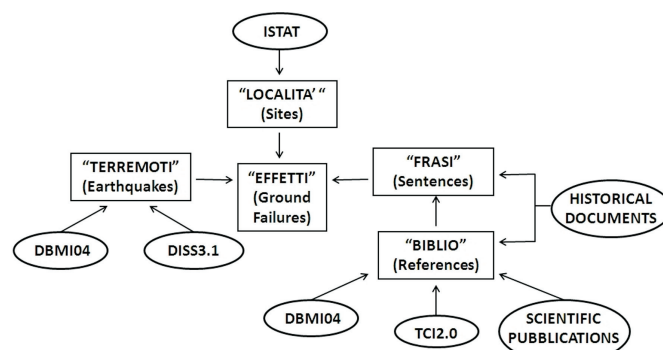 ISTAT
“LOCALITA’“
(Sites)
“TERREMOTI”
(Earthquakes)
“EFFETTI”
(Ground
Failures)
“FRASI”
(Sentences)
HISTORICAL
DOCUMENTS
DBMI04
DISS3.1
“BIBLIO”
(References)
DBMI04
TCI2.0
SCIENTIFIC
PUBBLICATIONS